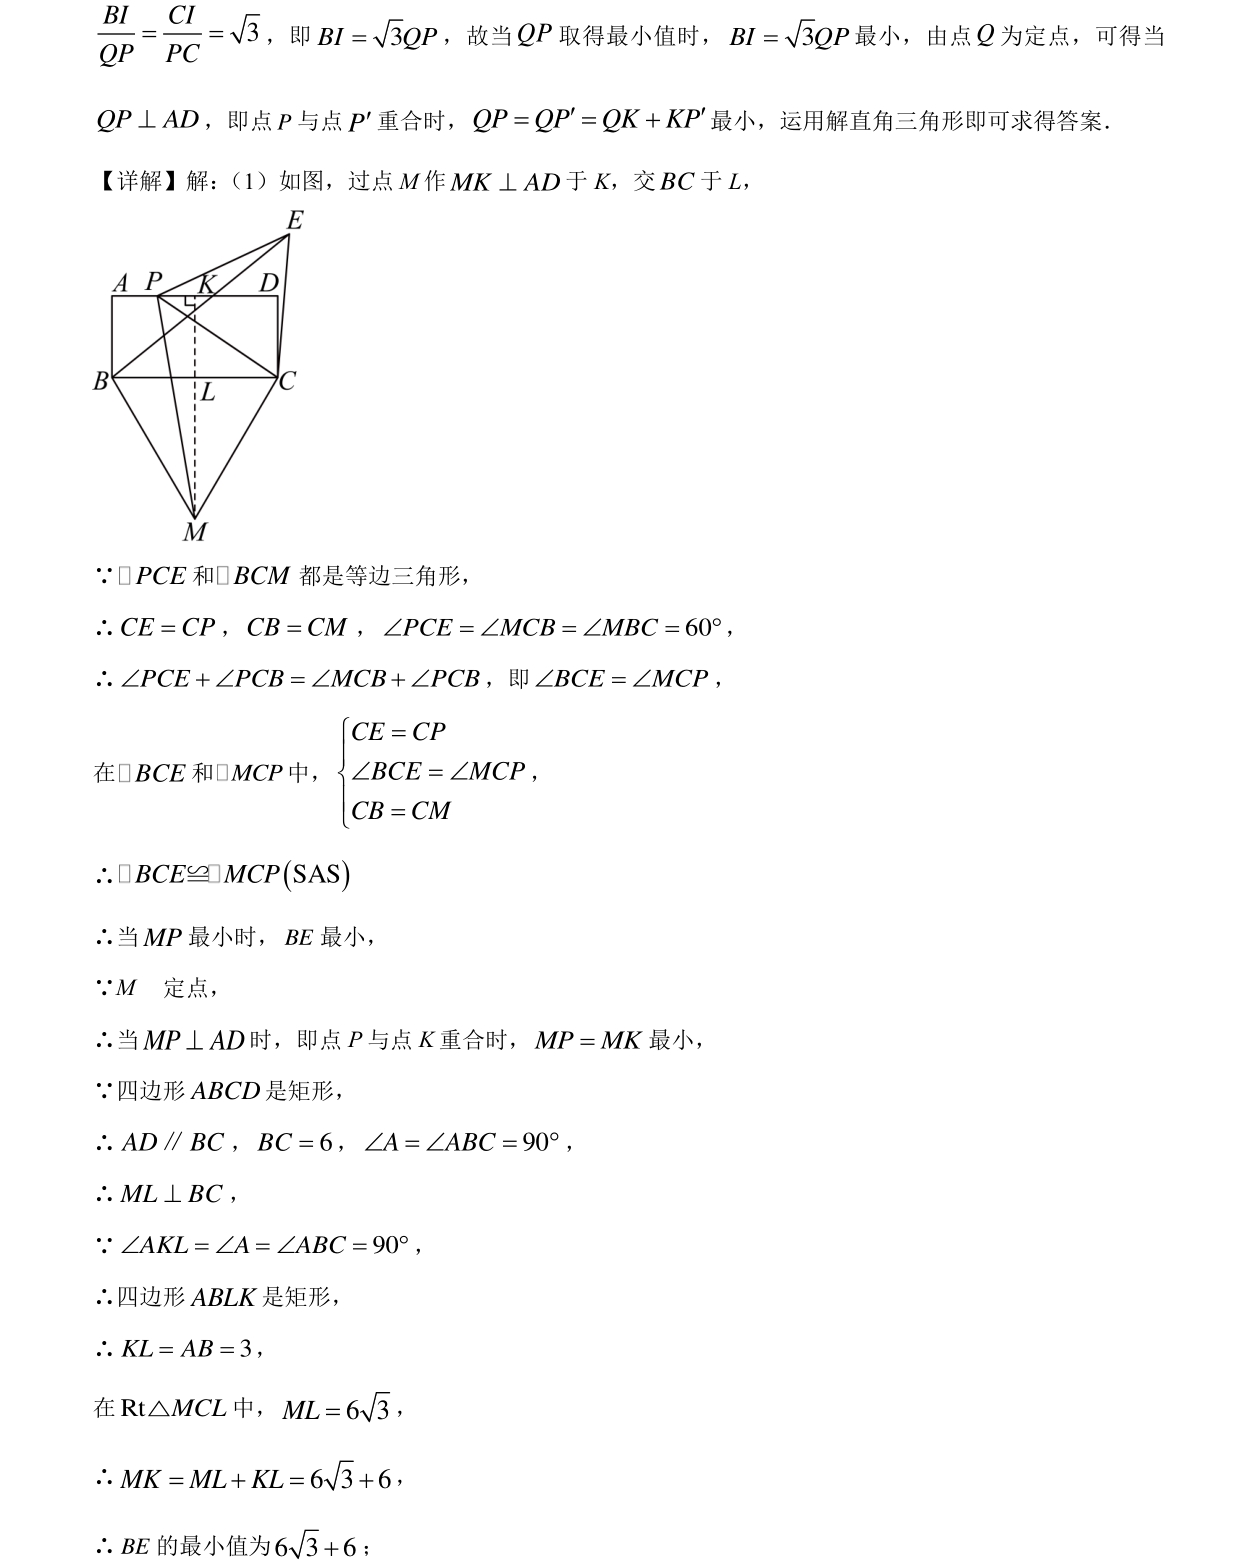 BI/QP = CI/PC = √3，即 BI = √3QP，故当 QP 取得最小值时，BI = √3QP 最小，由点 Q 为定点，可得当
QP ⊥ AD，即点 P 与点 P′ 重合时，QP = QP′ = QK + KP′ 最小，运用解直角三角形即可求得答案．
【详解】解：（1）如图，过点 M 作 MK ⊥ AD 于 K，交 BC 于 L，
E
A P K D
B L C
M
∵□PCE 和□BCM 都是等边三角形，
∴CE = CP，CB = CM，∠PCE = ∠MCB = ∠MBC = 60°，
∴∠PCE + ∠PCB = ∠MCB + ∠PCB，即 ∠BCE = ∠MCP，
CE = CP
在□BCE 和□MCP 中，{∠BCE = ∠MCP，
CB = CM
∴□BCE≌□MCP(SAS)
∴当 MP 最小时，BE 最小，
∵M 定点，
∴当 MP ⊥ AD 时，即点 P 与点 K 重合时，MP = MK 最小，
∵四边形 ABCD 是矩形，
∴AD∥BC，BC = 6，∠A = ∠ABC = 90°，
∴ML ⊥ BC，
∵∠AKL = ∠A = ∠ABC = 90°，
∴四边形 ABLK 是矩形，
∴KL = AB = 3，
在 Rt△MCL 中，ML = 6√3，
∴MK = ML + KL = 6√3 + 6，
∴BE 的最小值为 6√3 + 6；